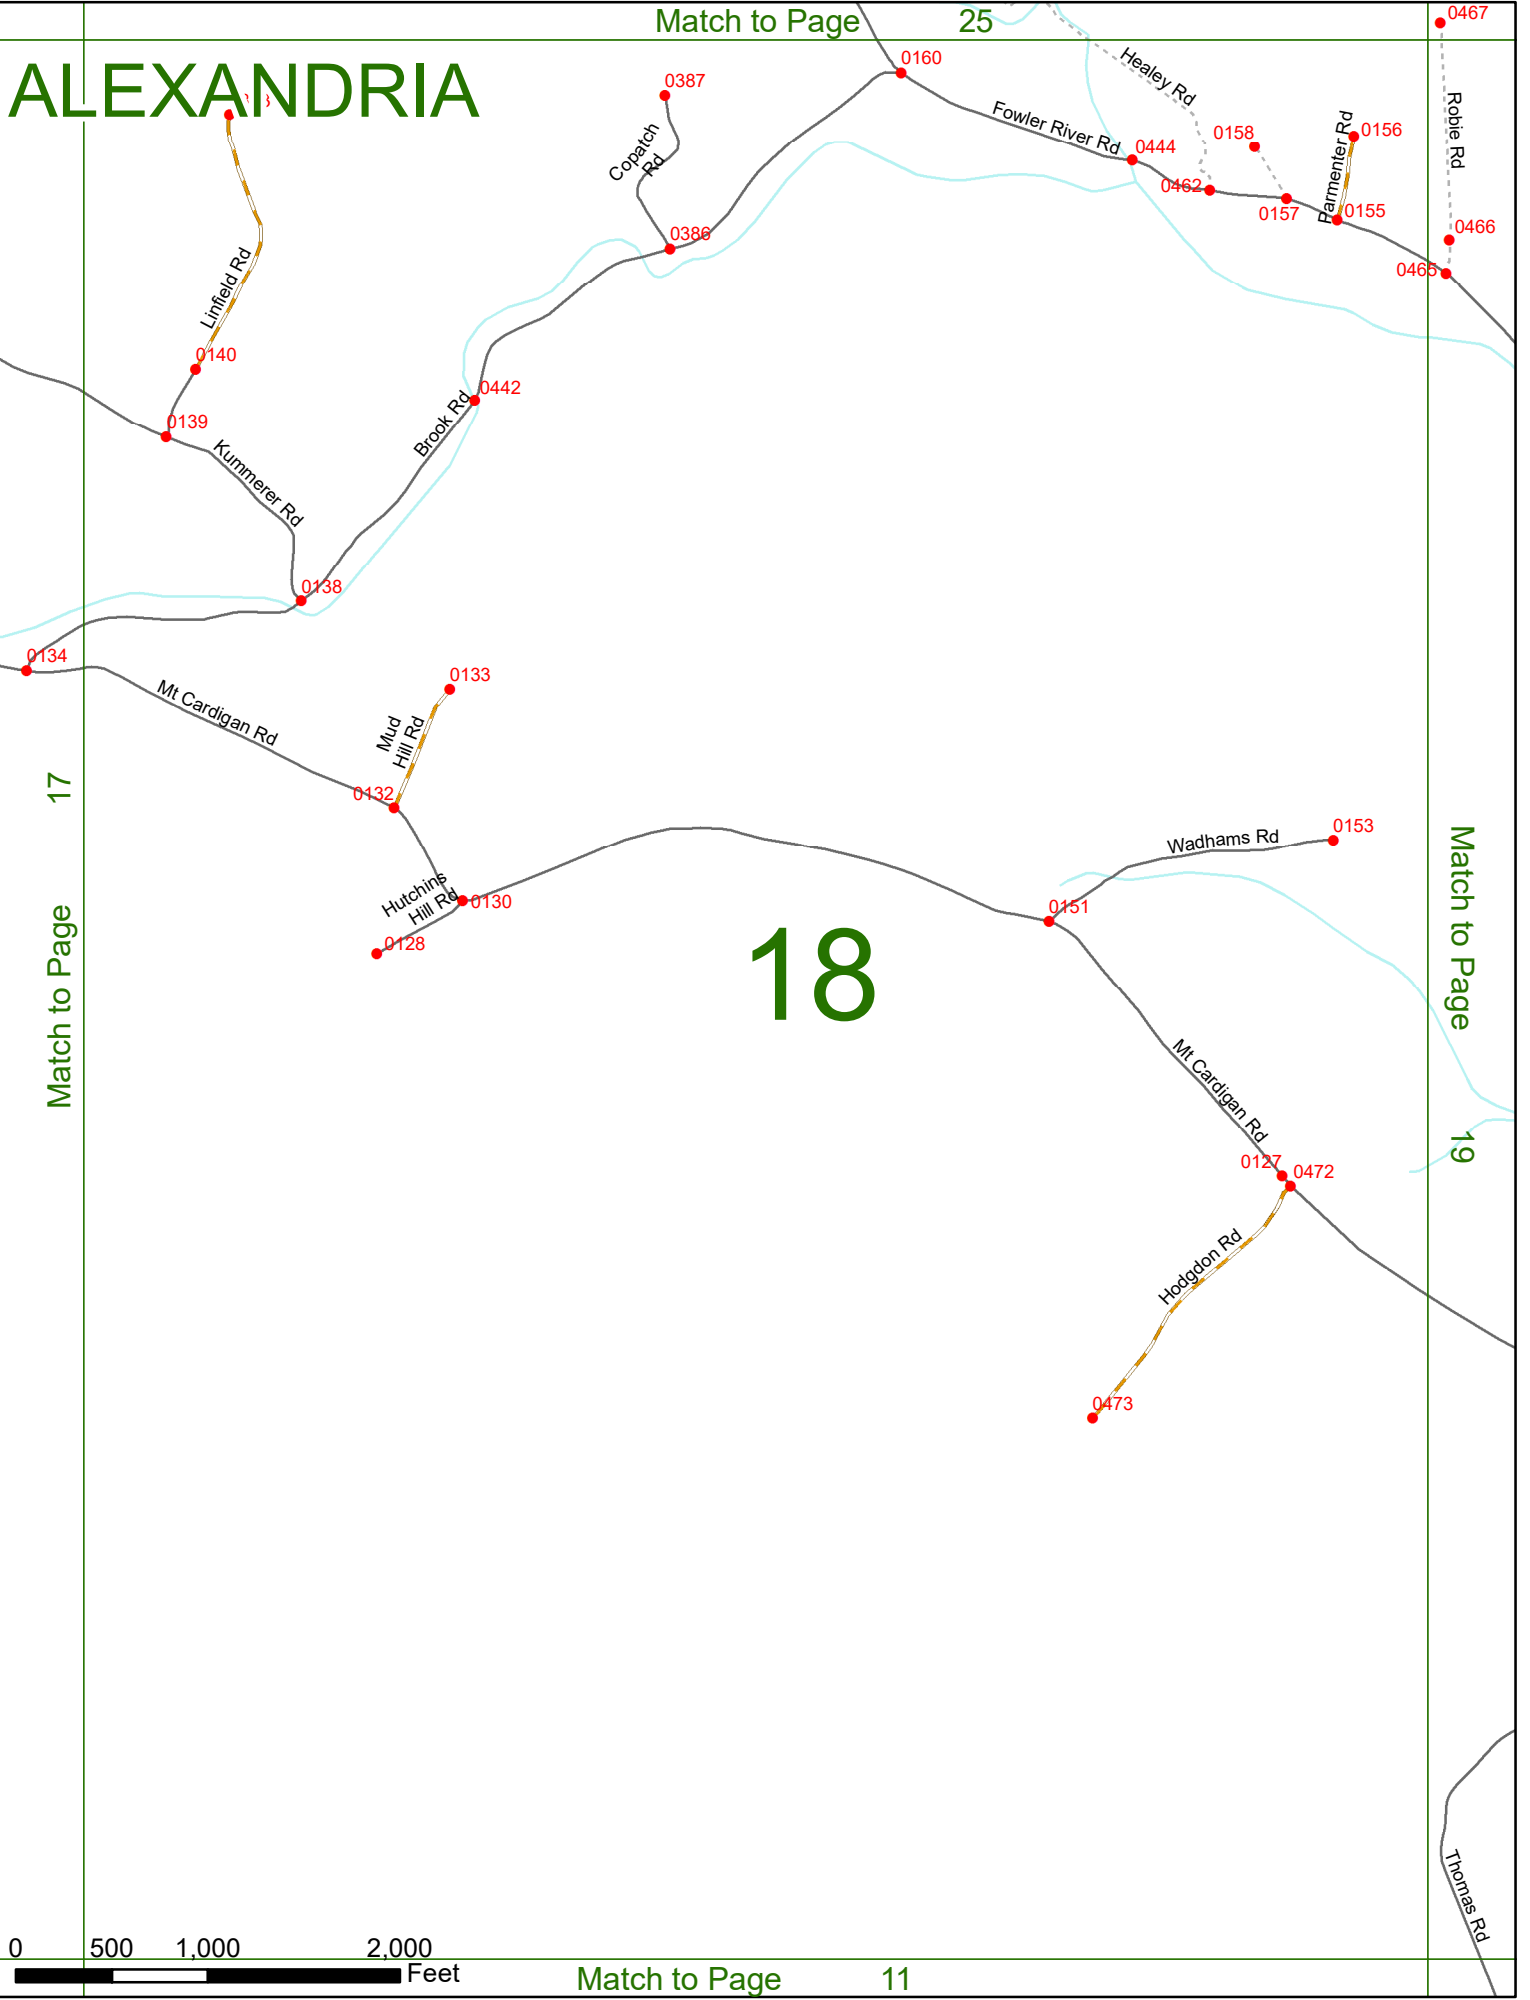 Match to Page 25
0467
ALEXANDRIA
0387
0160
Healey Rd
Fowler River Rd
Robie Rd
Copatch
Rd
0158
Parmenter Rd
0156
0444
0462
0157
0155
0386
0466
0465
Linfield Rd
0140
0442
Brook Rd
0139
Kummerer Rd
0138
0134
0133
Mt Cardigan Rd
Mud
Hill Rd
0132
Match to Page 17
Wadhams Rd
0153
Match to Page 19
Hutchins
Hill Rd
0130
0151
0128
18
Mt Cardigan Rd
0127
0472
Hodgdon Rd
0473
Thomas Rd
0 500 1,000 2,000
Feet
Match to Page 11